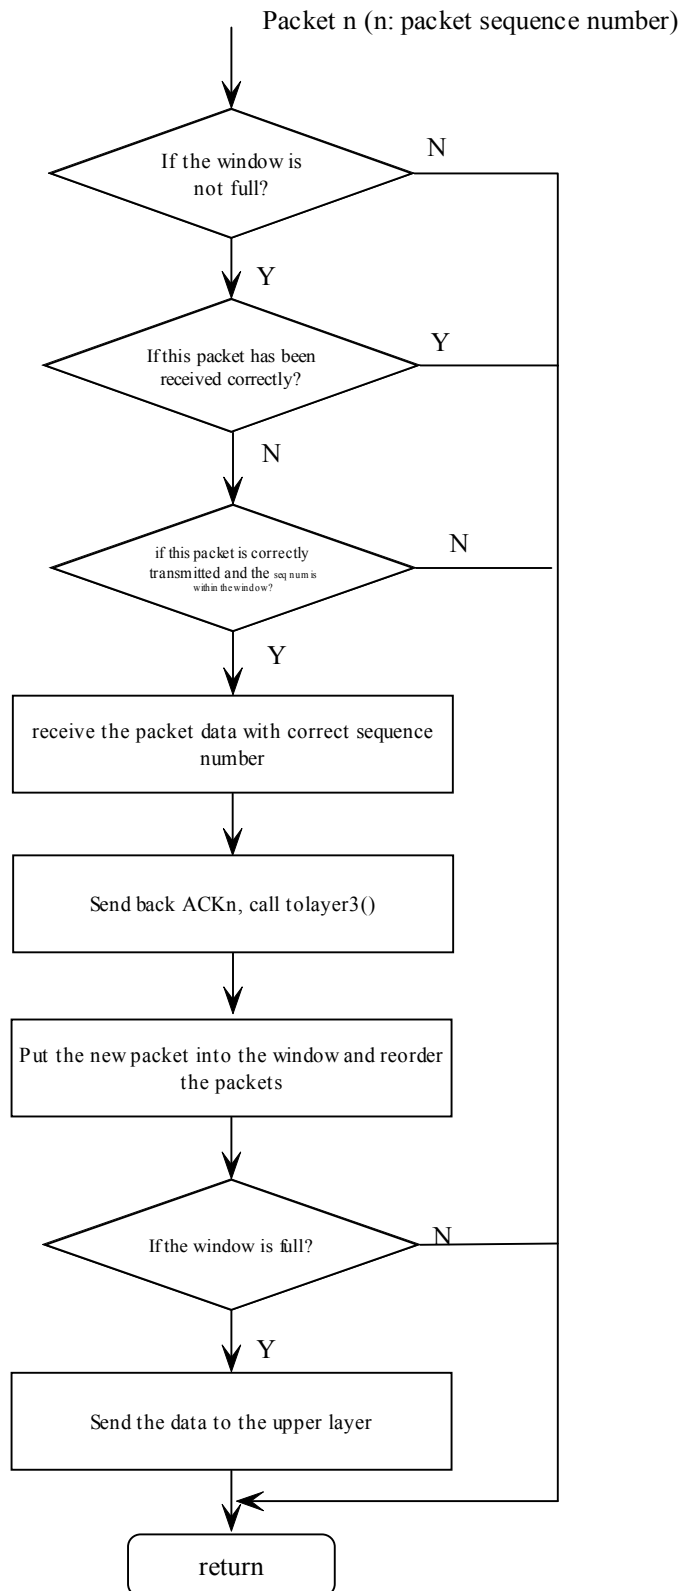 Packet n (n: packet sequence number)
If the window is
not full?
N
Y
If this packet has been
received correctly?
Y
N
if this packet is correctly
transmitted and the seq num is
within the window?
N
Y
receive the packet data with correct sequence
number
Send back ACKn, call tolayer3()
Put the new packet into the window and reorder
the packets
If the window is full?
N
Y
Send the data to the upper layer
return